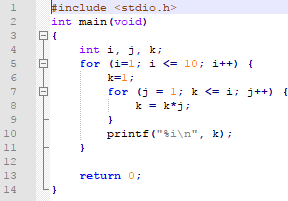 1 #include <stdio.h>
2 int main(void)
3 {
4 int i, j, k;
5 for (i=1; i <= 10; i++) {
6 k=1;
7 for (j = 1; k <= i; j++) {
8 k = k*j;
9 }
10 printf("%i\n", k);
11 }
12
13 return 0;
14 }